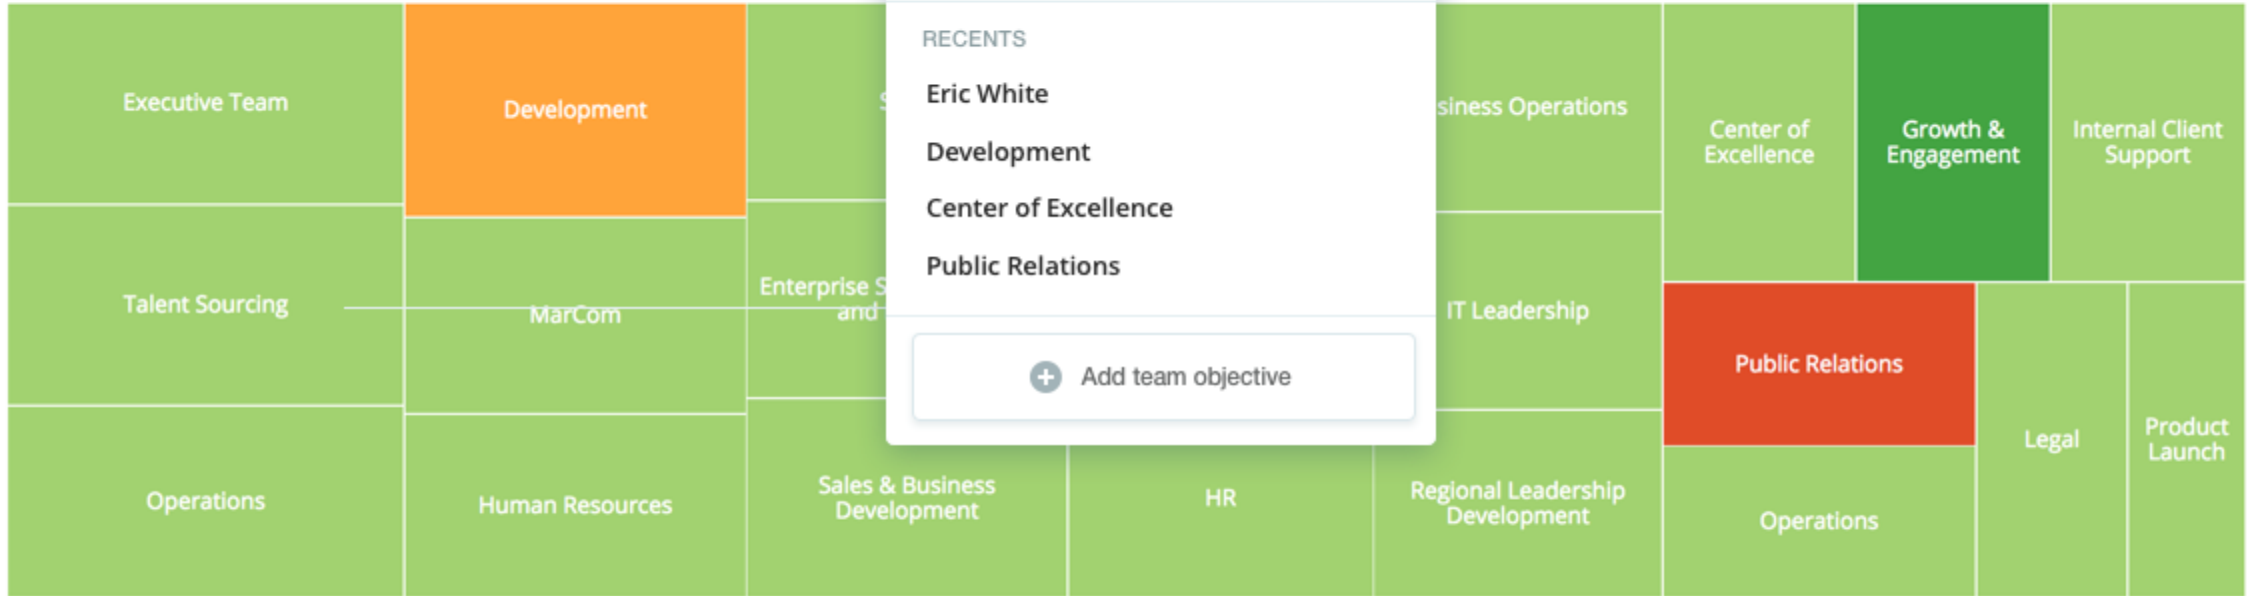 Executive Team
Development
siness Operations
Center of
Excellence
Growth &
Engagement
Internal Client
Support
RECENTS
Eric White
Development
Center of Excellence
Public Relations
Add team objective
Talent Sourcing
MarCom
Enterprise S
and
IT Leadership
Public Relations
Legal
Product
Launch
Operations
Human Resources
Sales & Business
Development
HR
Regional Leadership
Development
Operations